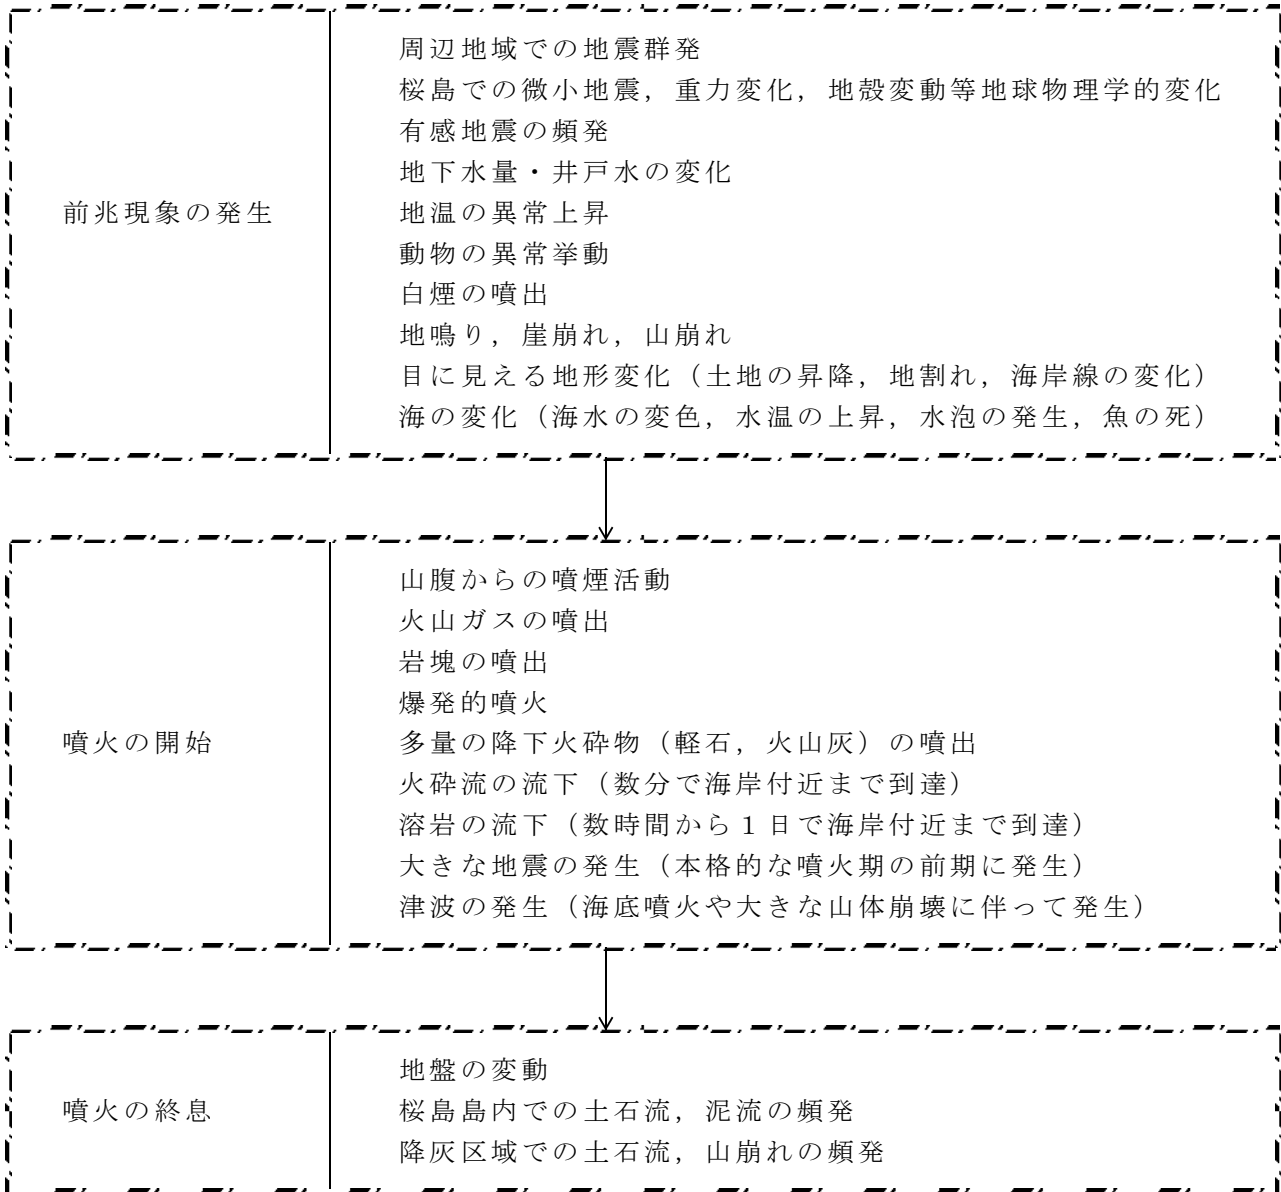 前兆現象の発生
周辺地域での地震群発
桜島での微小地震，重力変化，地殻変動等地球物理学的変化
有感地震の頻発
地下水量・井戸水の変化
地温の異常上昇
動物の異常挙動
白煙の噴出
地鳴り，崖崩れ，山崩れ
目に見える地形変化（土地の昇降，地割れ，海岸線の変化）
海の変化（海水の変色，水温の上昇，水泡の発生，魚の死）
噴火の開始
山腹からの噴煙活動
火山ガスの噴出
岩塊の噴出
爆発的噴火
多量の降下火砕物（軽石，火山灰）の噴出
火砕流の流下（数分で海岸付近まで到達）
溶岩の流下（数時間から１日で海岸付近まで到達）
大きな地震の発生（本格的な噴火期の前期に発生）
津波の発生（海底噴火や大きな山体崩壊に伴って発生）
噴火の終息
地盤の変動
桜島島内での土石流，泥流の頻発
降灰区域での土石流，山崩れの頻発